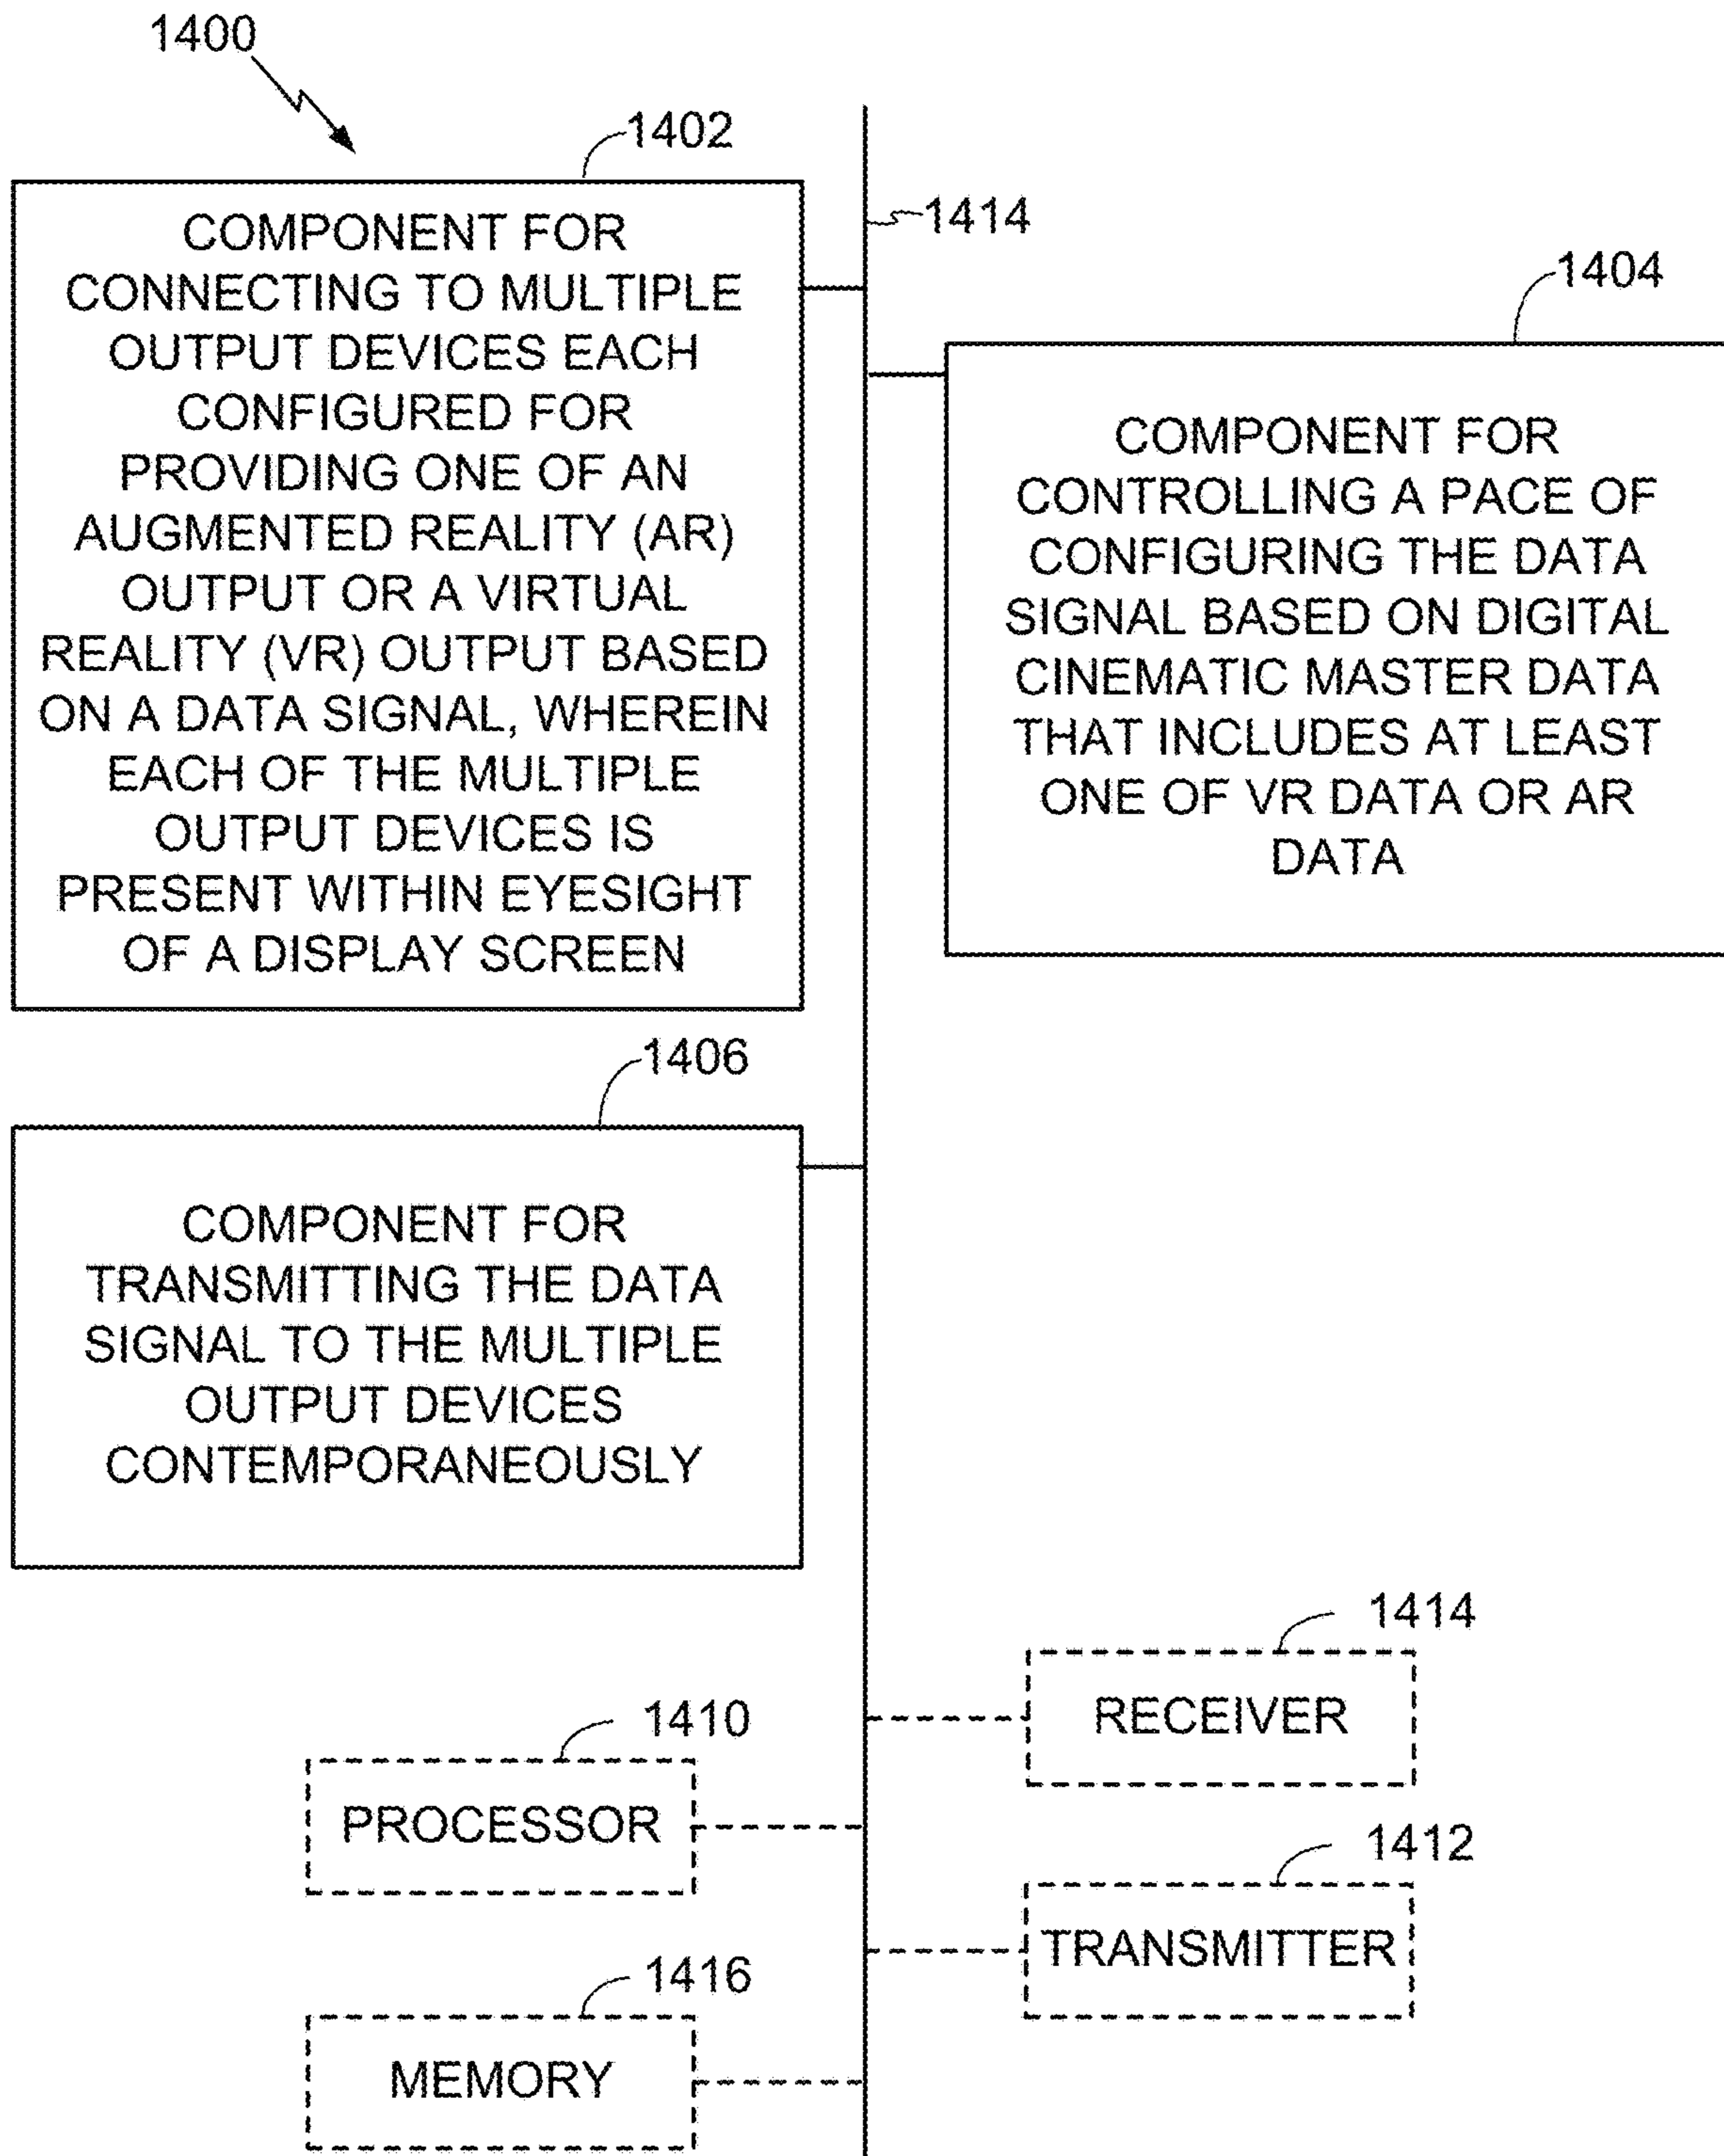 1400
1402
COMPONENT FOR
CONNECTING TO MULTIPLE
OUTPUT DEVICES EACH
CONFIGURED FOR
PROVIDING ONE OF AN
AUGMENTED REALITY (AR)
OUTPUT OR A VIRTUAL
REALITY (VR) OUTPUT BASED
ON A DATA SIGNAL, WHEREIN
EACH OF THE MULTIPLE
OUTPUT DEVICES IS
PRESENT WITHIN EYESIGHT
OF A DISPLAY SCREEN
1414
1404
COMPONENT FOR
CONTROLLING A PACE OF
CONFIGURING THE DATA
SIGNAL BASED ON DIGITAL
CINEMATIC MASTER DATA
THAT INCLUDES AT LEAST
ONE OF VR DATA OR AR
DATA
1406
COMPONENT FOR
TRANSMITTING THE DATA
SIGNAL TO THE MULTIPLE
OUTPUT DEVICES
CONTEMPORANEOUSLY
1414
RECEIVER
1410
PROCESSOR
1412
TRANSMITTER
1416
MEMORY